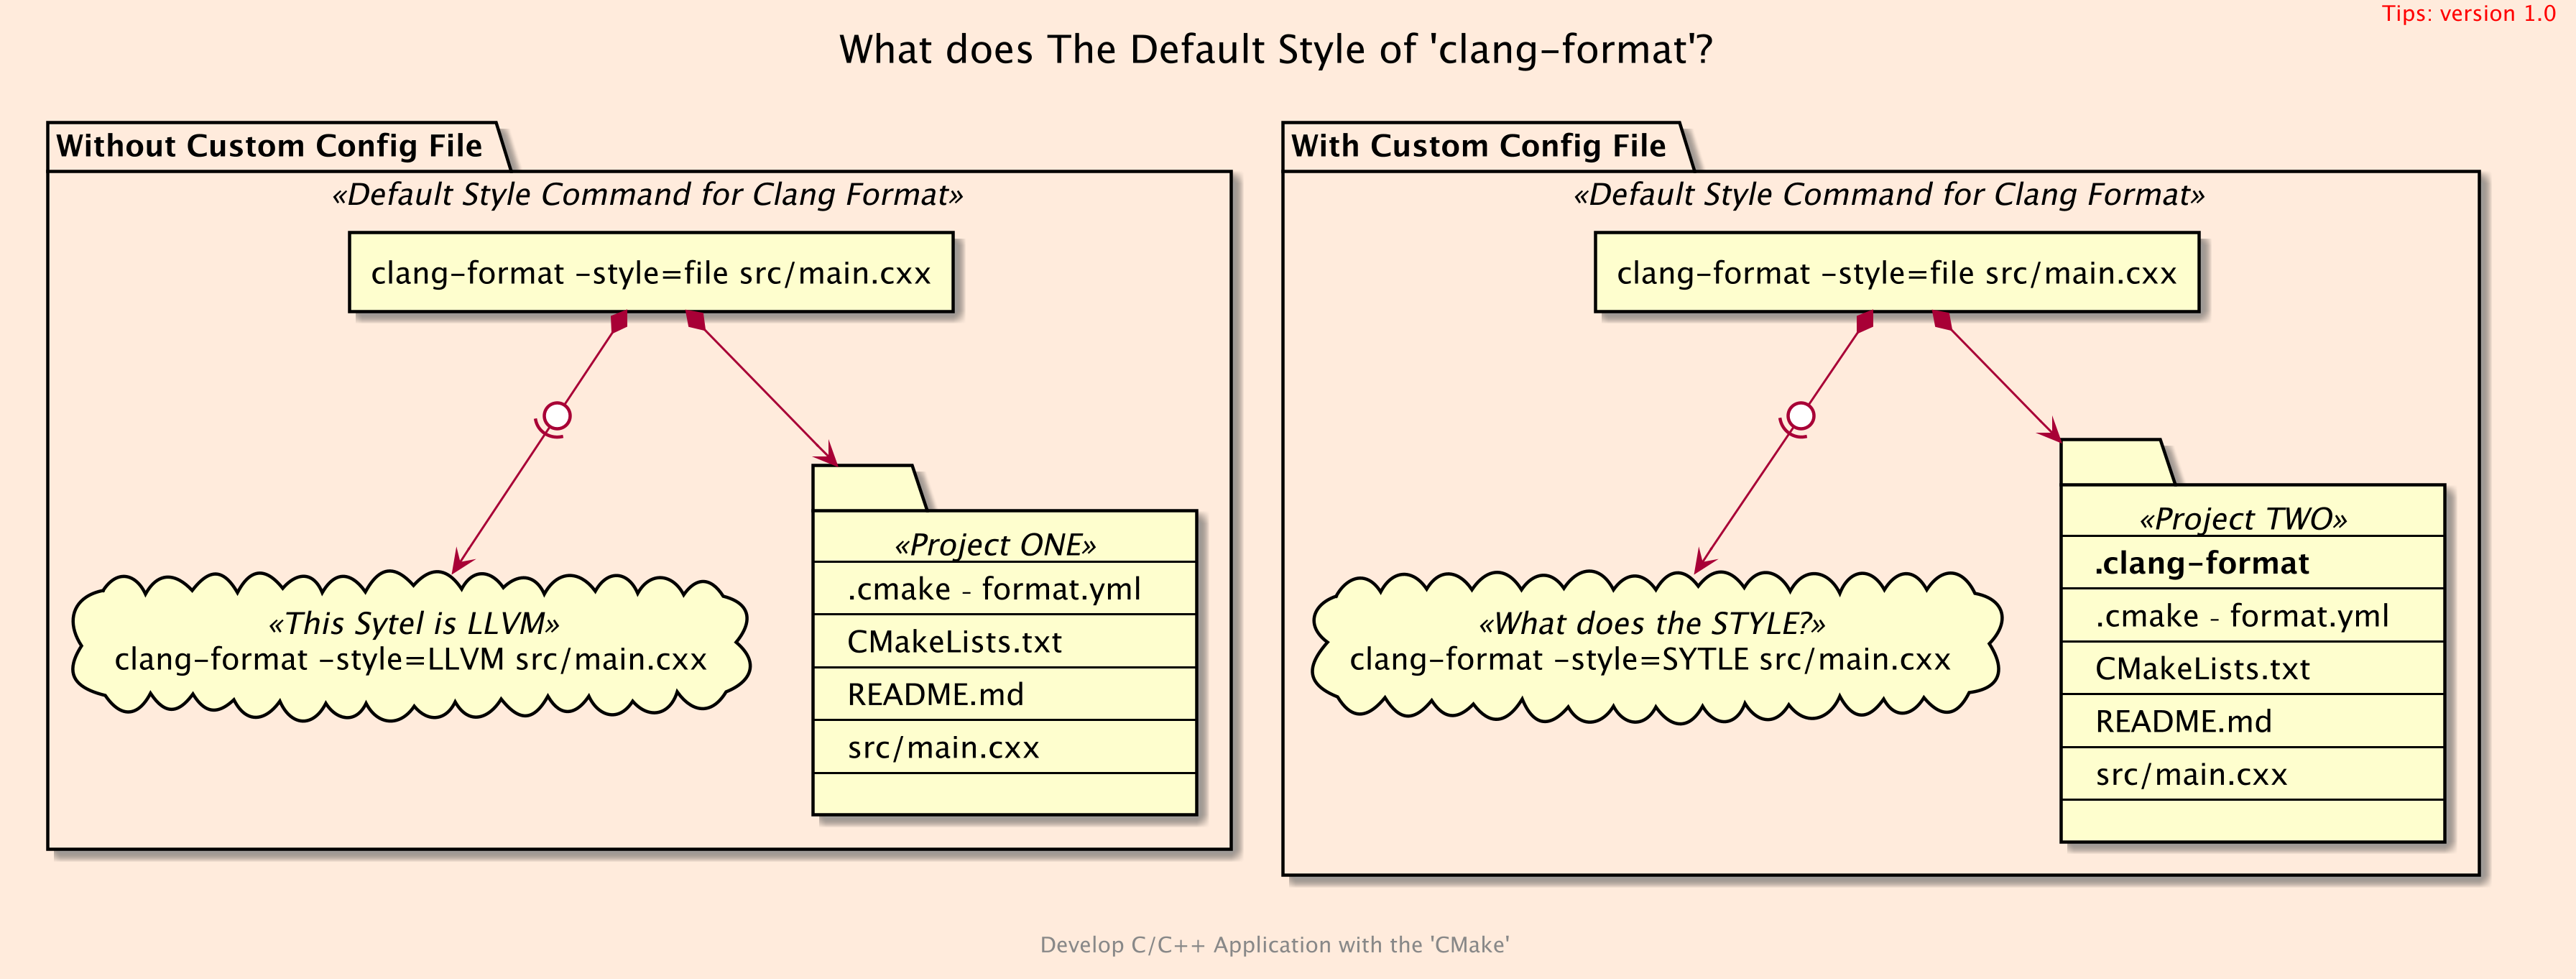 Tips: version 1.0
What does The Default Style of 'clang-format'?
Without Custom Config File
«Default Style Command for Clang Format»
clang-format -style=file src/main.cxx
«This Sytel is LLVM»
clang-format -style=LLVM src/main.cxx
«Project ONE»
.cmake - format.yml
CMakeLists.txt
README.md
src/main.cxx
With Custom Config File
«Default Style Command for Clang Format»
clang-format -style=file src/main.cxx
«What does the STYLE?»
clang-format -style=SYTLE src/main.cxx
«Project TWO»
.clang-format
.cmake - format.yml
CMakeLists.txt
README.md
src/main.cxx
Develop C/C++ Application with the 'CMake'